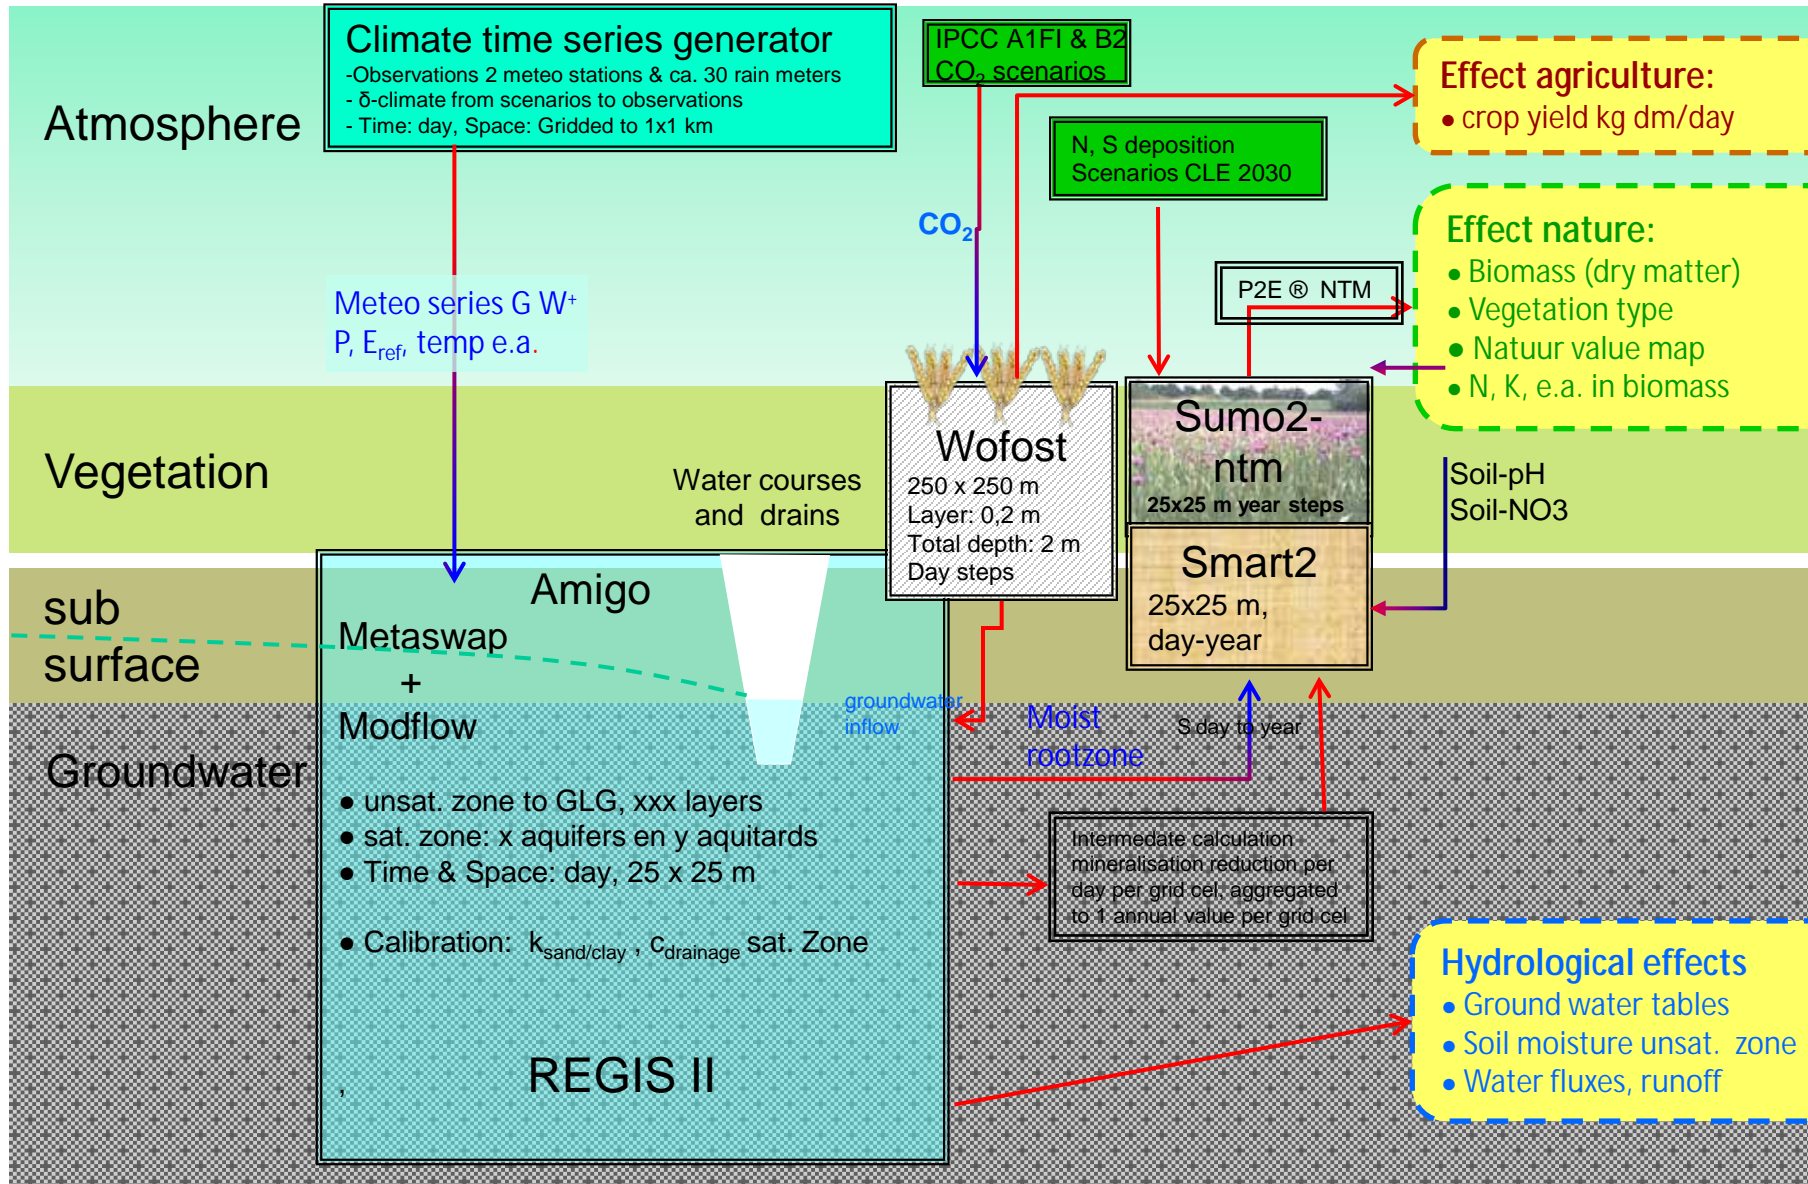 Climate time series generator
-Observations 2 meteo stations & ca. 30 rain meters
- δ-climate from scenarios to observations
- Time: day, Space: Gridded to 1x1 km
IPCC A1FI & B2
CO₂ scenarios
Effect agriculture:
● crop yield kg dm/day
Atmosphere
N, S deposition
Scenarios CLE 2030
CO₂
Effect nature:
● Biomass (dry matter)
● Vegetation type
● Natuur value map
● N, K, e.a. in biomass
P2E ® NTM
Meteo series G W⁺
P, E_ref, temp e.a.
Vegetation
Water courses
and drains
Wofost
250 x 250 m
Layer: 0,2 m
Total depth: 2 m
Day steps
Sumo2-
ntm
25x25 m year steps
Soil-pH
Soil-NO3
Smart2
25x25 m,
day-year
sub
surface
Amigo
Metaswap
+
Modflow
groundwater
inflow
Moist
rootzone
S day to year
Groundwater
● unsat. zone to GLG, xxx layers
● sat. zone: x aquifers en y aquitards
● Time & Space: day, 25 x 25 m
● Calibration: k_sand/clay , c_drainage sat. Zone
Intermedate calculation
mineralisation reduction per
day per grid cel, aggregated
to 1 annual value per grid cel
Hydrological effects
● Ground water tables
● Soil moisture unsat. zone
● Water fluxes, runoff
, REGIS II